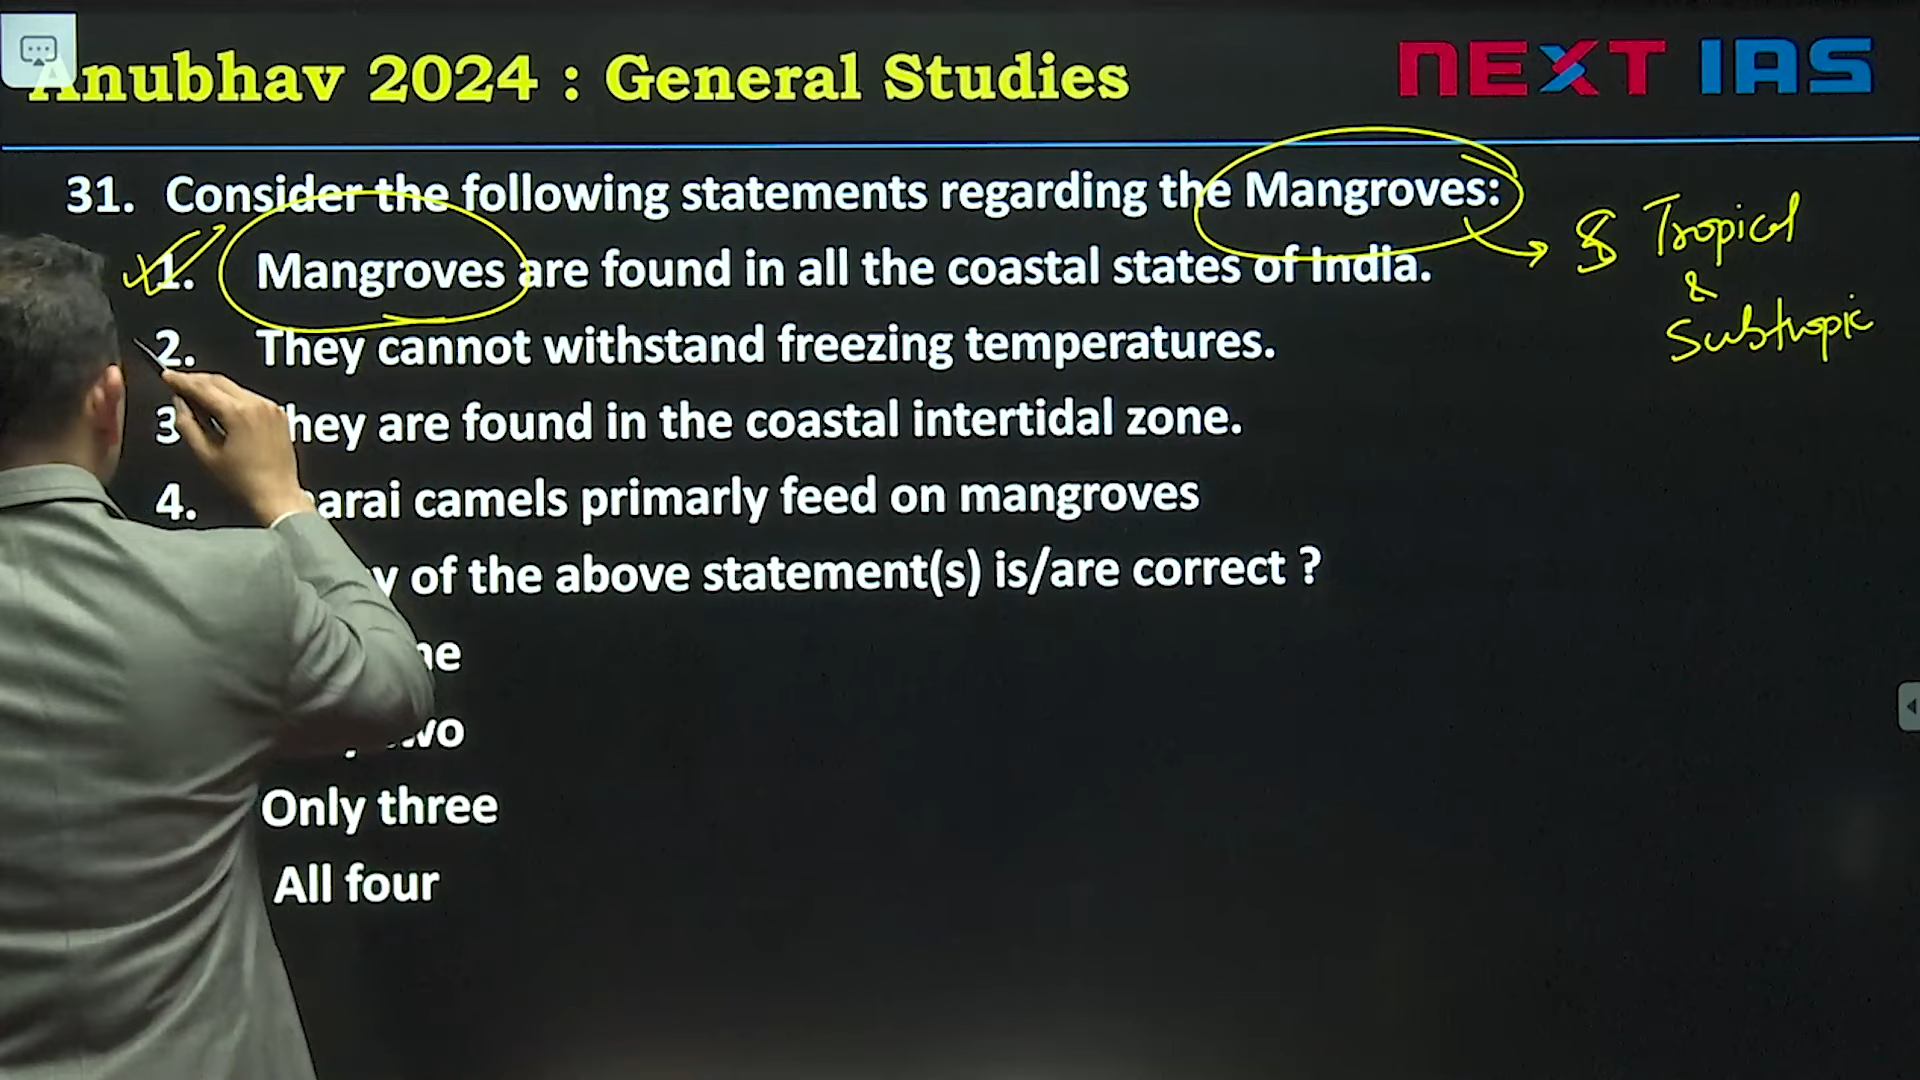 Anubhav 2024 : General Studies
NEXT IAS
31. Consider the following statements regarding the Mangroves:
1. Mangroves are found in all the coastal states of India.
2. They cannot withstand freezing temperatures.
3 they are found in the coastal intertidal zone.
4. arai camels primarly feed on mangroves
y of the above statement(s) is/are correct ?
ne
wo
Only three
All four
Tropical
&
Subtropic